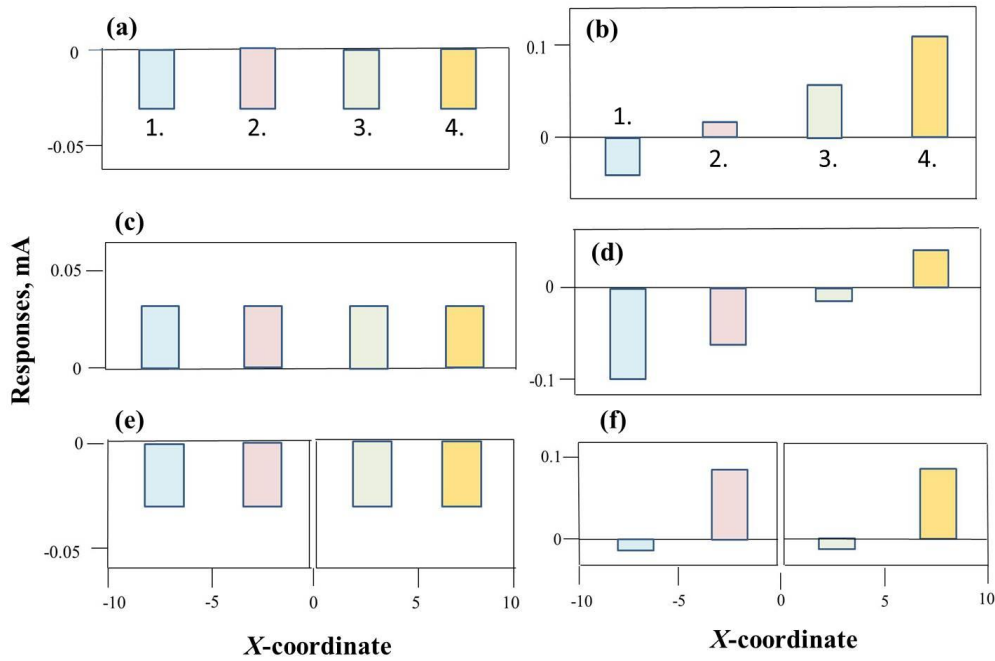 (a)
0
-0.05
1. 2. 3. 4.
(b)
0.1
0
1.
2. 3. 4.
Responses, mA
(c)
0.05
0
(d)
0
-0.1
(e)
0
-0.05
-10 -5 0 5 10
X-coordinate
(f)
0.1
0
-10 -5 0 5 10
X-coordinate